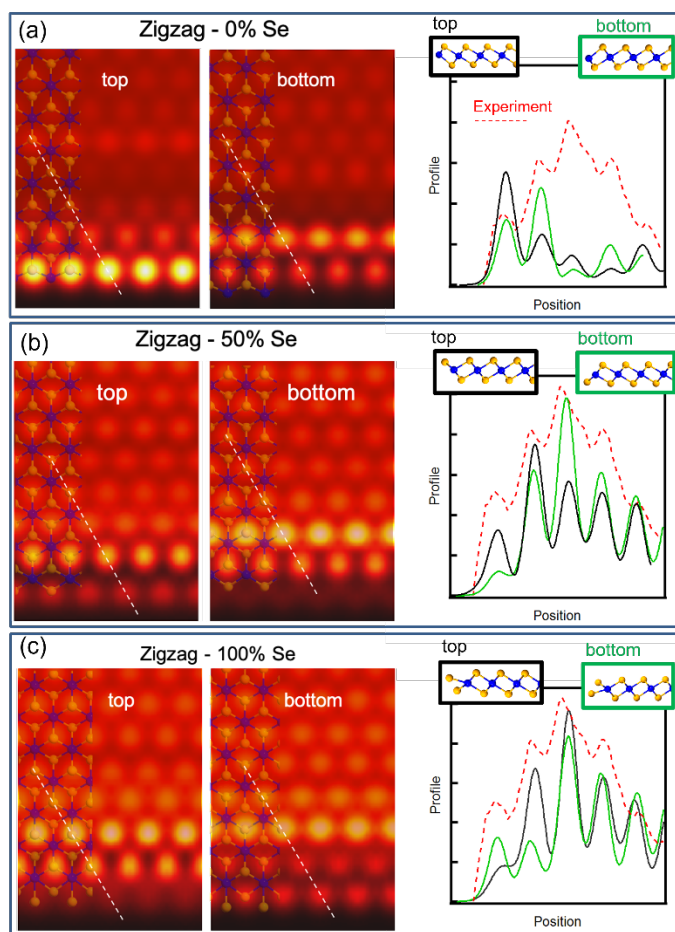 (a)
Zigzag - 0% Se
top
bottom
top
bottom
Experiment
Profile
Position
(b)
Zigzag - 50% Se
top
bottom
top
bottom
Profile
Position
(c)
Zigzag - 100% Se
top
bottom
top
bottom
Profile
Position